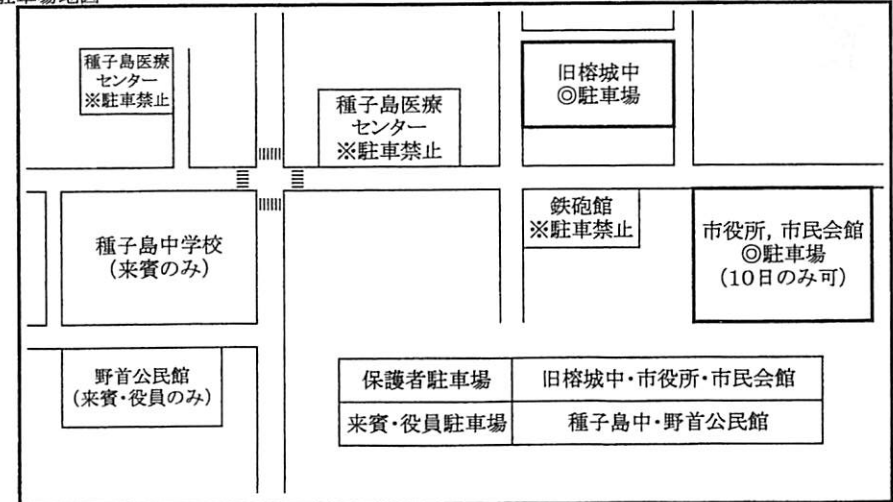 駐車場地図
種子島医療
センター
※駐車禁止
種子島医療
センター
※駐車禁止
旧榕城中
◎駐車場
種子島中学校
(来賓のみ)
鉄砲館
※駐車禁止
市役所, 市民会館
◎駐車場
(10日のみ可)
野首公民館
(来賓・役員のみ)
保護者駐車場 旧榕城中・市役所・市民会館
来賓・役員駐車場 種子島中・野首公民館